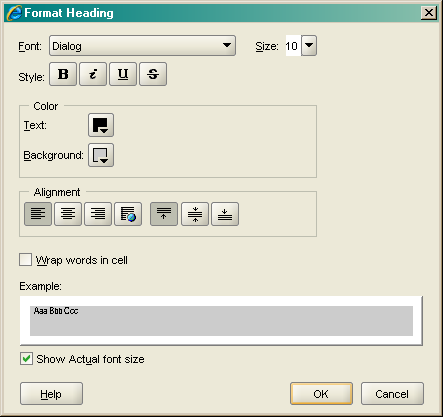 Format Heading
Font: Dialog Size: 10
Style: B i U S
Color
Text:
Background:
Alignment
Wrap words in cell
Example:
Aaa Bbb Ccc
Show Actual font size
Help OK Cancel